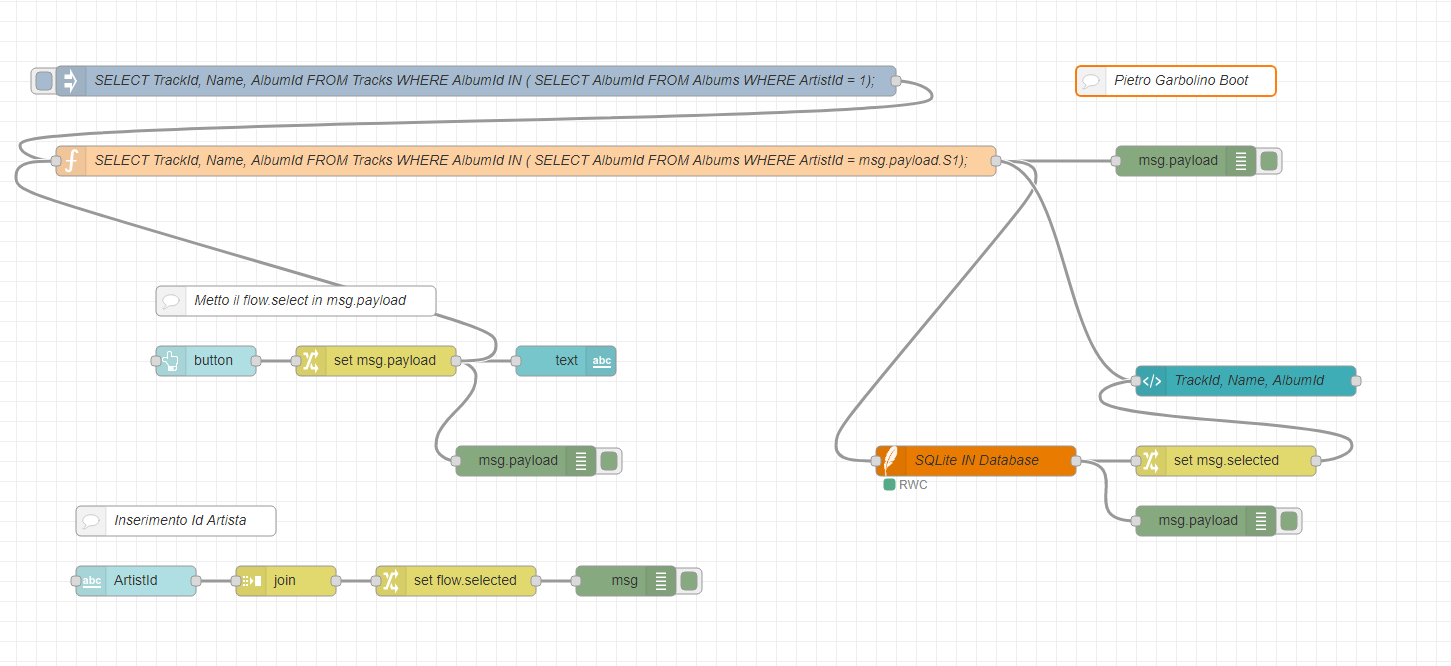 SELECT TrackId, Name, AlbumId FROM Tracks WHERE AlbumId IN ( SELECT AlbumId FROM Albums WHERE ArtistId = 1);
Pietro Garbolino Boot
SELECT TrackId, Name, AlbumId FROM Tracks WHERE AlbumId IN ( SELECT AlbumId FROM Albums WHERE ArtistId = msg.payload.S1);
msg.payload
Metto il flow.select in msg.payload
button
set msg.payload
text
abc
TrackId, Name, AlbumId
msg.payload
SQLite IN Database
set msg.selected
RWC
Inserimento Id Artista
msg.payload
abc
ArtistId
join
set flow.selected
msg